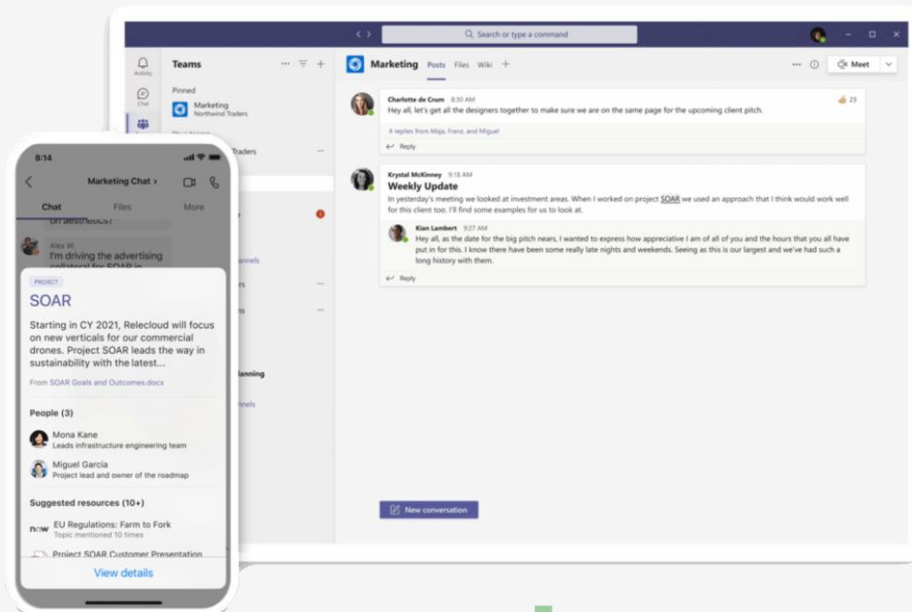 Search or type a command
Activity
Chat
Teams
Pinned
Marketing
Northwind Traders
Traders
annels
rs
ns
lanning
nnels
Marketing Posts Files Wiki
Meet
Charlotte de Crum 8:30 AM
23
Hey all, let's get all the designers together to make sure we are on the same page for the upcoming client pitch.
4 replies from Maja, Franz, and Miguel
Reply
Krystal McKinney 9:18 AM
Weekly Update
In yesterday's meeting we looked at investment areas. When I worked on project SOAR we used an approach that I think would work well
for this client too. I'll find some examples for us to look at.
Kian Lambert 9:27 AM
Hey all, as the date for the big pitch nears, I wanted to express how appreciative I am of all of you and the hours that you all have
put in for this. I know there have been some really late nights and weekends. Seeing as this is our largest and we've had such a
long history with them.
Reply
New conversation
8:14
Marketing Chat
Chat Files More
on aesthetics?
Alex W.
I'm driving the advertising
collateral for SOAR in
PROJECT
SOAR
Starting in CY 2021, Relecloud will focus
on new verticals for our commercial
drones. Project SOAR leads the way in
sustainability with the latest...
From SOAR Goals and Outcomes.docx
People (3)
Mona Kane
Leads infrastructure engineering team
Miguel Garcia
Project lead and owner of the roadmap
Suggested resources (10+)
now
EU Regulations: Farm to Fork
Topic mentioned 10 times
Project SOAR Customer Presentation
View details